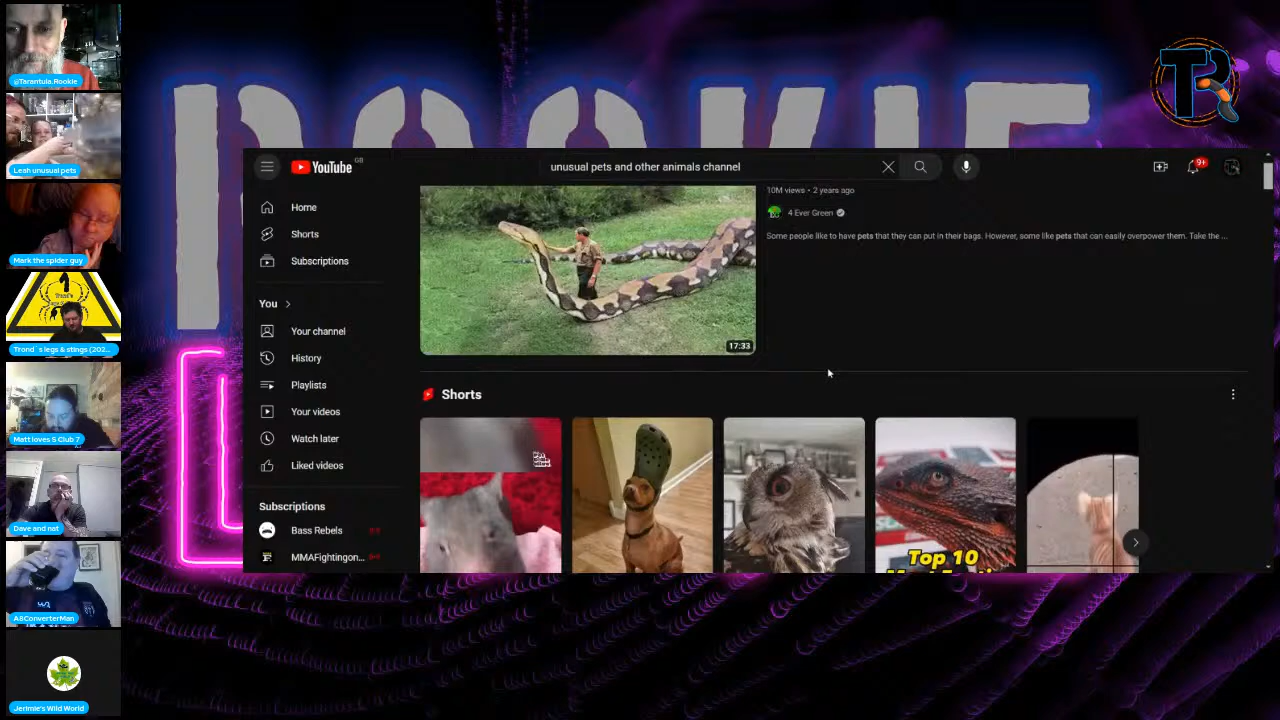 @Tarantula.Rookie
Leah unusual pets
Mark the spider guy
Trond`s legs & stings (202...
Matt loves S Club 7
Dave and nat
A8ConverterMan
Jerimie's Wild World
ROOKIE
TR
YouTube GB
unusual pets and other animals channel
9+
Home
Shorts
Subscriptions
You
Your channel
History
Playlists
Your videos
Watch later
Liked videos
Subscriptions
Bass Rebels
MMAFightingon...
17:33
10M views • 2 years ago
4 Ever Green
Some people like to have pets that they can put in their bags. However, some like pets that can easily overpower them. Take the ...
Shorts
Top 10